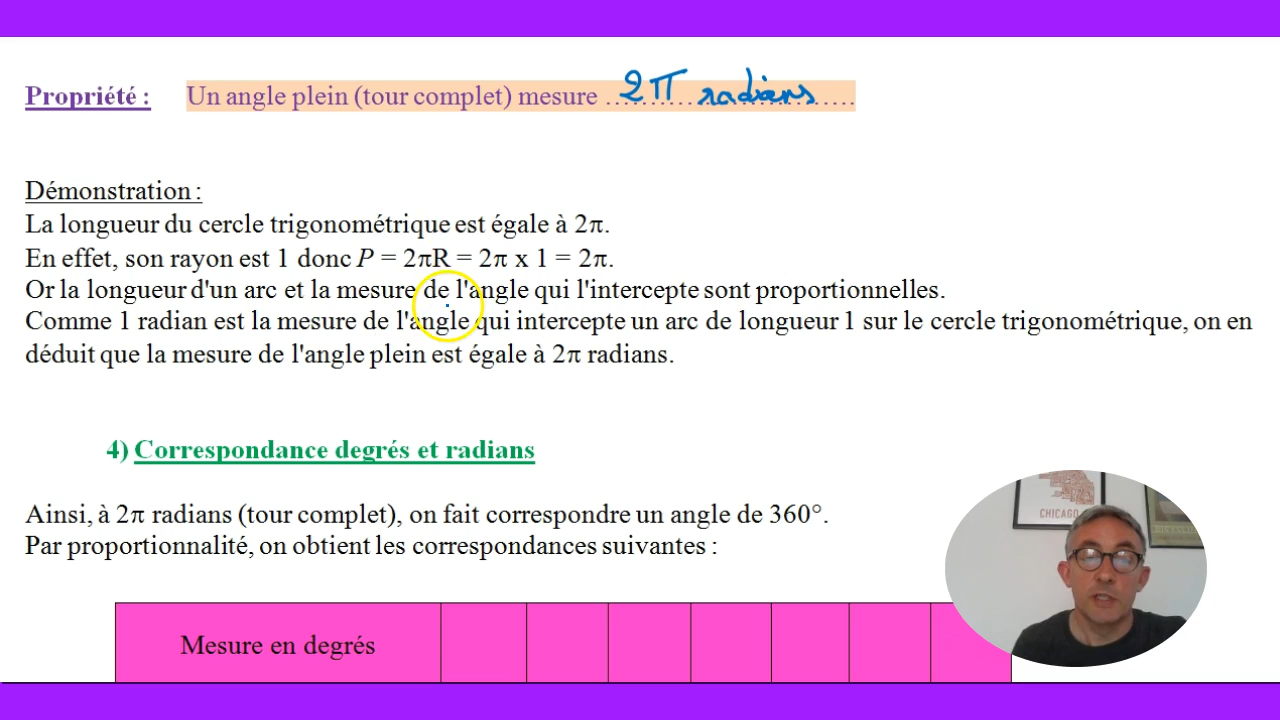 Propriété : Un angle plein (tour complet) mesure ... 2π radians ...
Démonstration :
La longueur du cercle trigonométrique est égale à 2π.
En effet, son rayon est 1 donc P = 2πR = 2π x 1 = 2π.
Or la longueur d'un arc et la mesure de l'angle qui l'intercepte sont proportionnelles.
Comme 1 radian est la mesure de l'angle qui intercepte un arc de longueur 1 sur le cercle trigonométrique, on en
déduit que la mesure de l'angle plein est égale à 2π radians.
4) Correspondance degrés et radians
Ainsi, à 2π radians (tour complet), on fait correspondre un angle de 360°.
Par proportionnalité, on obtient les correspondances suivantes :
CHICAGO
Mesure en degrés